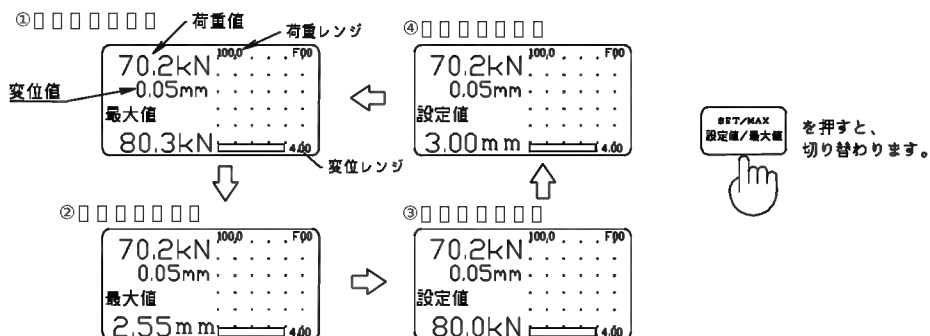 ①□□□□□□□
荷重値
荷重レンジ
変位値
70.2kN
100.0
F00
0.05mm
最大値
80.3kN
4.00
変位レンジ
④□□□□□□□
70.2kN
100.0
F00
0.05mm
設定値
3.00mm
4.00
SET/MAX
設定値/最大値
を押すと、
切り替わります。
②□□□□□□□
70.2kN
100.0
F00
0.05mm
最大値
2.55mm
4.00
③□□□□□□□
70.2kN
100.0
F00
0.05mm
設定値
80.0kN
4.00